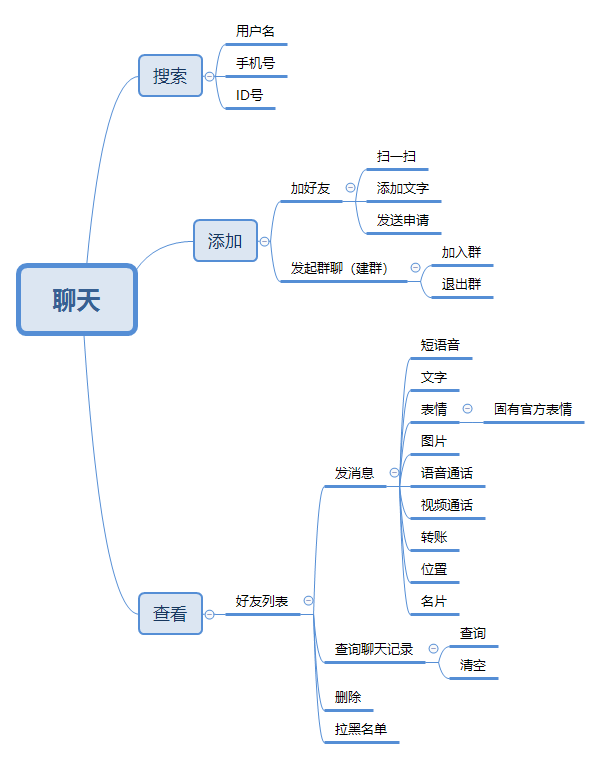 聊天
搜索
用户名
手机号
ID号
添加
加好友
扫一扫
添加文字
发送申请
发起群聊（建群）
加入群
退出群
查看
好友列表
发消息
短语音
文字
表情
固有官方表情
图片
语音通话
视频通话
转账
位置
名片
查询聊天记录
查询
清空
删除
拉黑名单